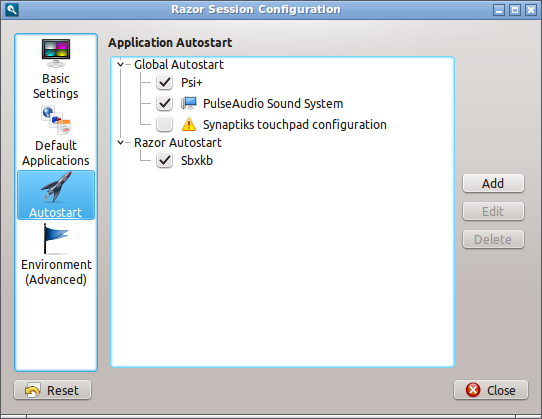 Razor Session Configuration
Basic
Settings
Default
Applications
Autostart
Environment
(Advanced)
Application Autostart
Global Autostart
Psi+
PulseAudio Sound System
Synaptiks touchpad configuration
Razor Autostart
Sbxkb
Add
Edit
Delete
Reset
Close